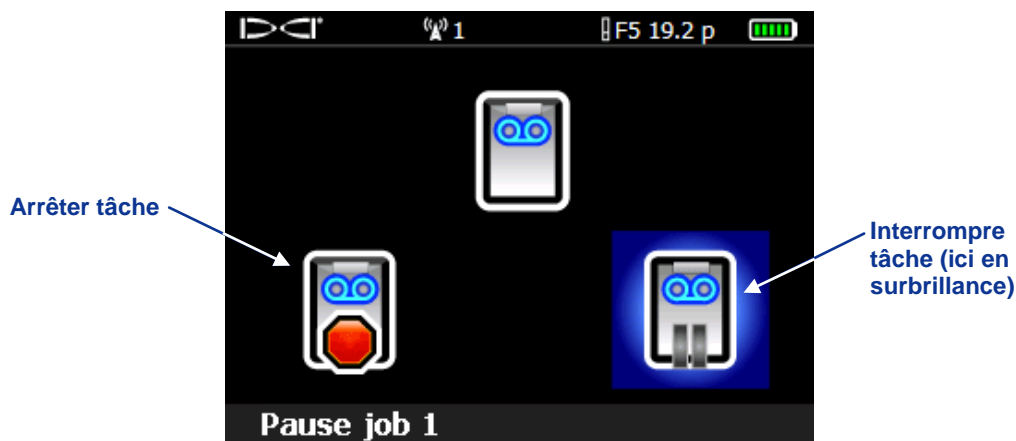 DCI
1
F5 19.2 p
Arrêter tâche
Interrompre
tâche (ici en
surbrillance)
Pause job 1